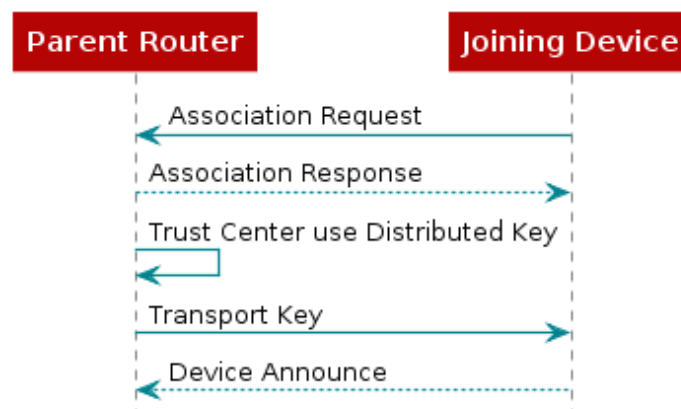 Parent Router
Joining Device
Association Request
Association Response
Trust Center use Distributed Key
Transport Key
Device Announce